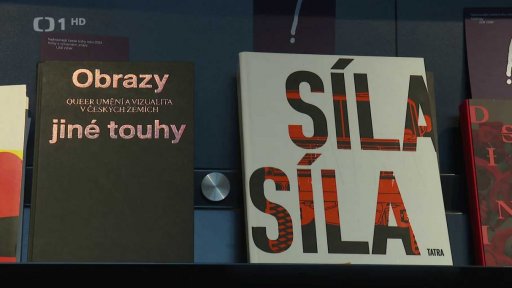 ČT1 HD
Obrazy
QUEER UMĚNÍ A VIZUALITA
V ČESKÝCH ZEMÍCH
jiné touhy
SÍLA
SÍLA
TATRA